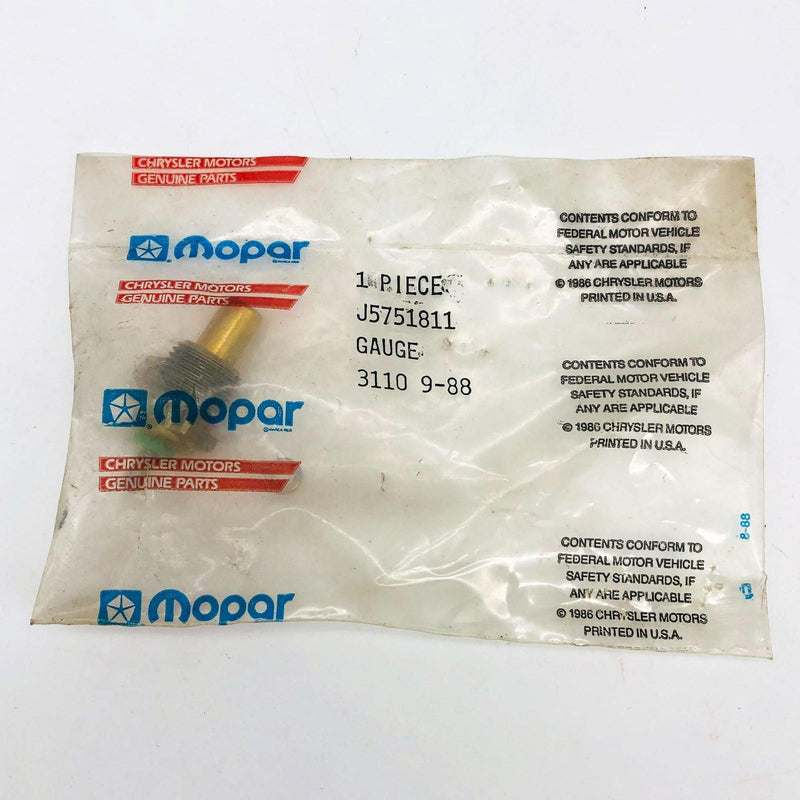 CHRYSLER MOTORS
GENUINE PARTS
Mopar
CHRYSLER MOTORS
GENUINE PARTS
Mopar
CHRYSLER MOTORS
GENUINE PARTS
Mopar
1 PIECE
J5751811
GAUGE
3110 9-88
CONTENTS CONFORM TO
FEDERAL MOTOR VEHICLE
SAFETY STANDARDS, IF
ANY ARE APPLICABLE
© 1986 CHRYSLER MOTORS
PRINTED IN U.S.A.
CONTENTS CONFORM TO
FEDERAL MOTOR VEHICLE
SAFETY STANDARDS, IF
ANY ARE APPLICABLE
© 1986 CHRYSLER MOTORS
PRINTED IN U.S.A.
CONTENTS CONFORM TO
FEDERAL MOTOR VEHICLE
SAFETY STANDARDS, IF
ANY ARE APPLICABLE
© 1986 CHRYSLER MOTORS
PRINTED IN U.S.A.
8-88